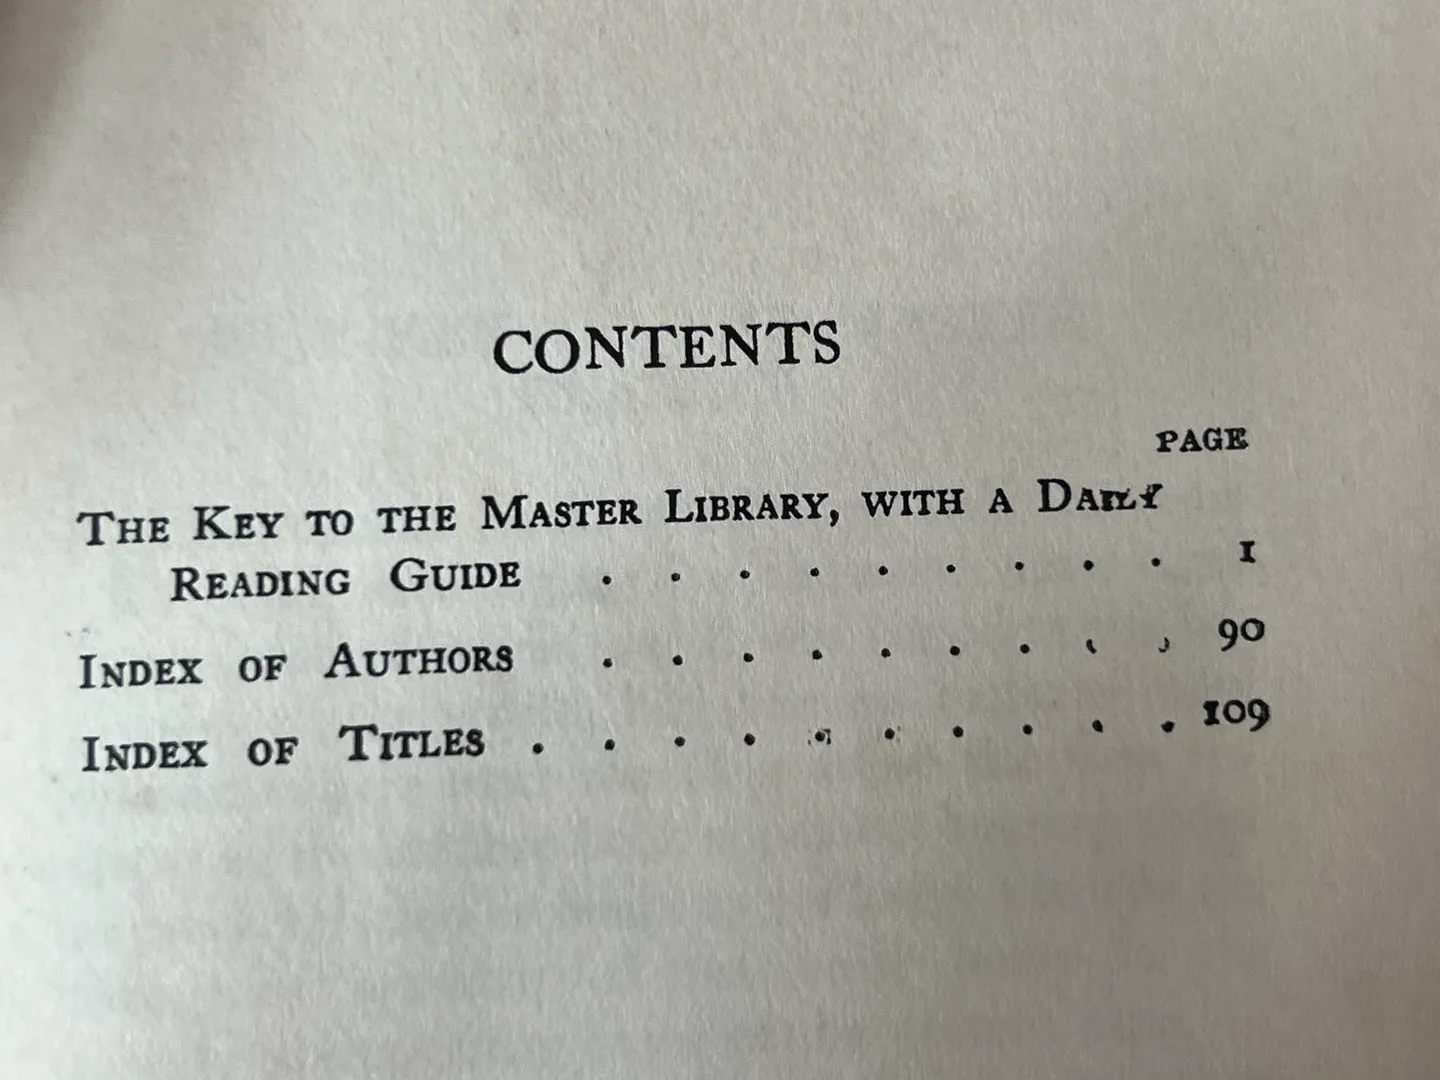 CONTENTS
PAGE
THE KEY TO THE MASTER LIBRARY, WITH A DAILY
READING GUIDE . . . . . . . . . 1
INDEX OF AUTHORS . . . . . . . . . 90
INDEX OF TITLES . . . . . . . . . . 109